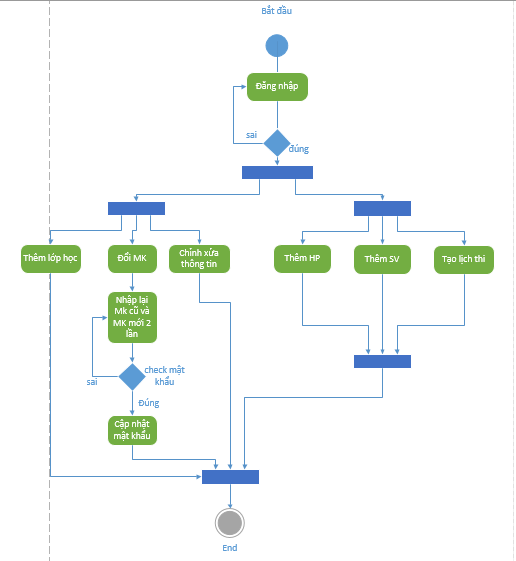 Bắt đầu
Đăng nhập
sai
đúng
Thêm lớp học
Đổi MK
Chỉnh xửa
thông tin
Thêm HP
Thêm SV
Tạo lịch thi
Nhập lại
Mk cũ và
MK mới 2
lần
check mật
khẩu
sai
Đúng
Cập nhật
mật khẩu
End